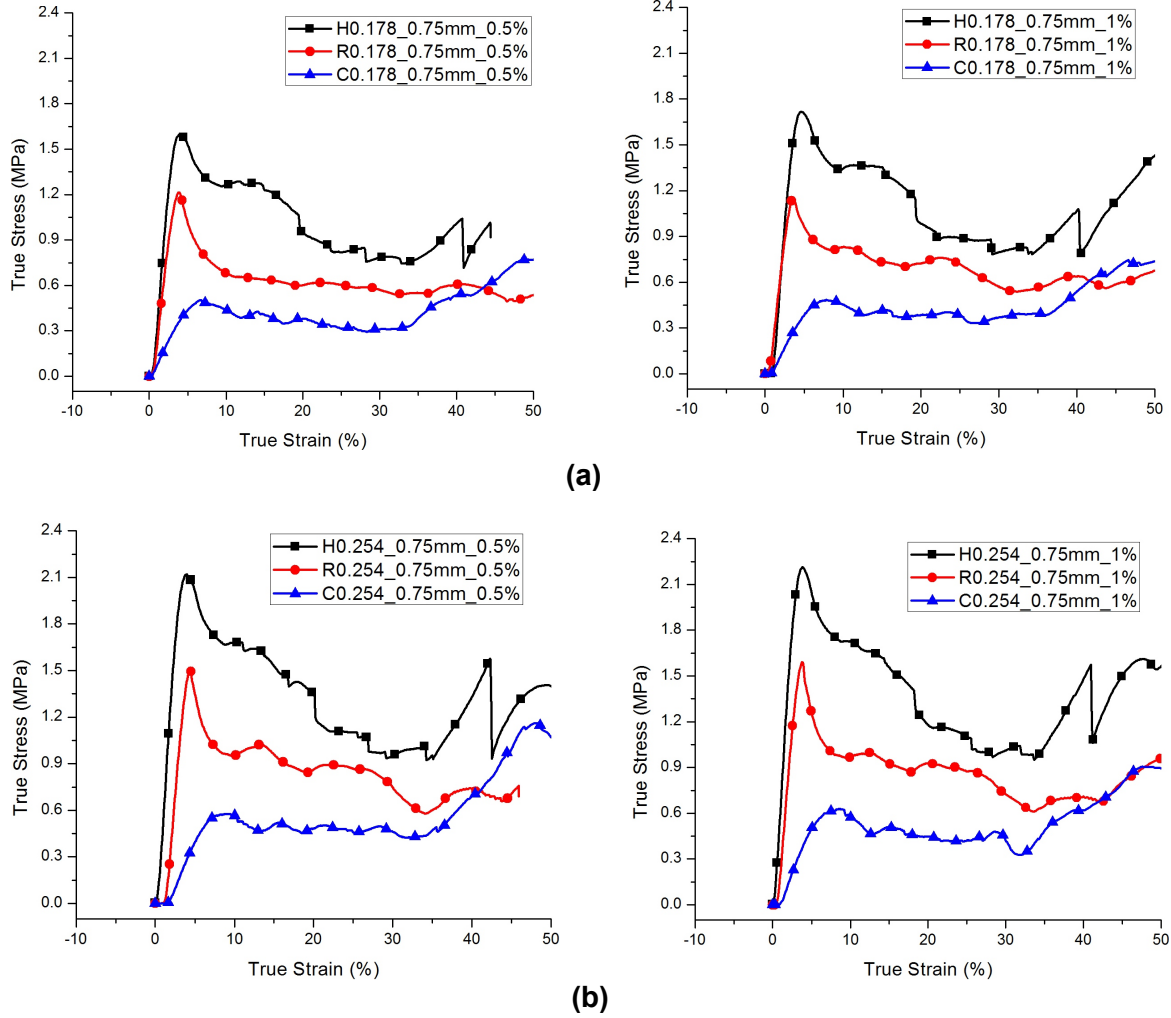 2.4
2.1
1.8
1.5
1.2
0.9
0.6
0.3
0.0
True Stress (MPa)
H0.178_0.75mm_0.5%
R0.178_0.75mm_0.5%
C0.178_0.75mm_0.5%
-10 0 10 20 30 40 50
True Strain (%)
2.4
2.1
1.8
1.5
1.2
0.9
0.6
0.3
0.0
True Stress (MPa)
H0.178_0.75mm_1%
R0.178_0.75mm_1%
C0.178_0.75mm_1%
-10 0 10 20 30 40 50
True Strain (%)
(a)
2.4
2.1
1.8
1.5
1.2
0.9
0.6
0.3
0.0
True Stress (MPa)
H0.254_0.75mm_0.5%
R0.254_0.75mm_0.5%
C0.254_0.75mm_0.5%
-10 0 10 20 30 40 50
True Strain (%)
2.4
2.1
1.8
1.5
1.2
0.9
0.6
0.3
0.0
True Stress (MPa)
H0.254_0.75mm_1%
R0.254_0.75mm_1%
C0.254_0.75mm_1%
-10 0 10 20 30 40 50
True Strain (%)
(b)